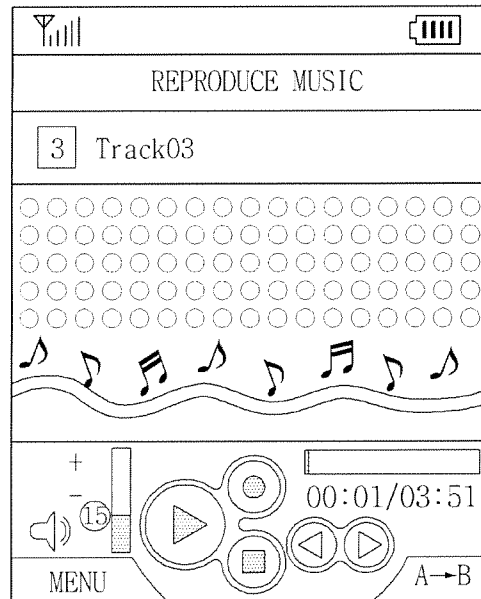 REPRODUCE MUSIC
3 Track03
+
-
15
00:01/03:51
MENU
A→B